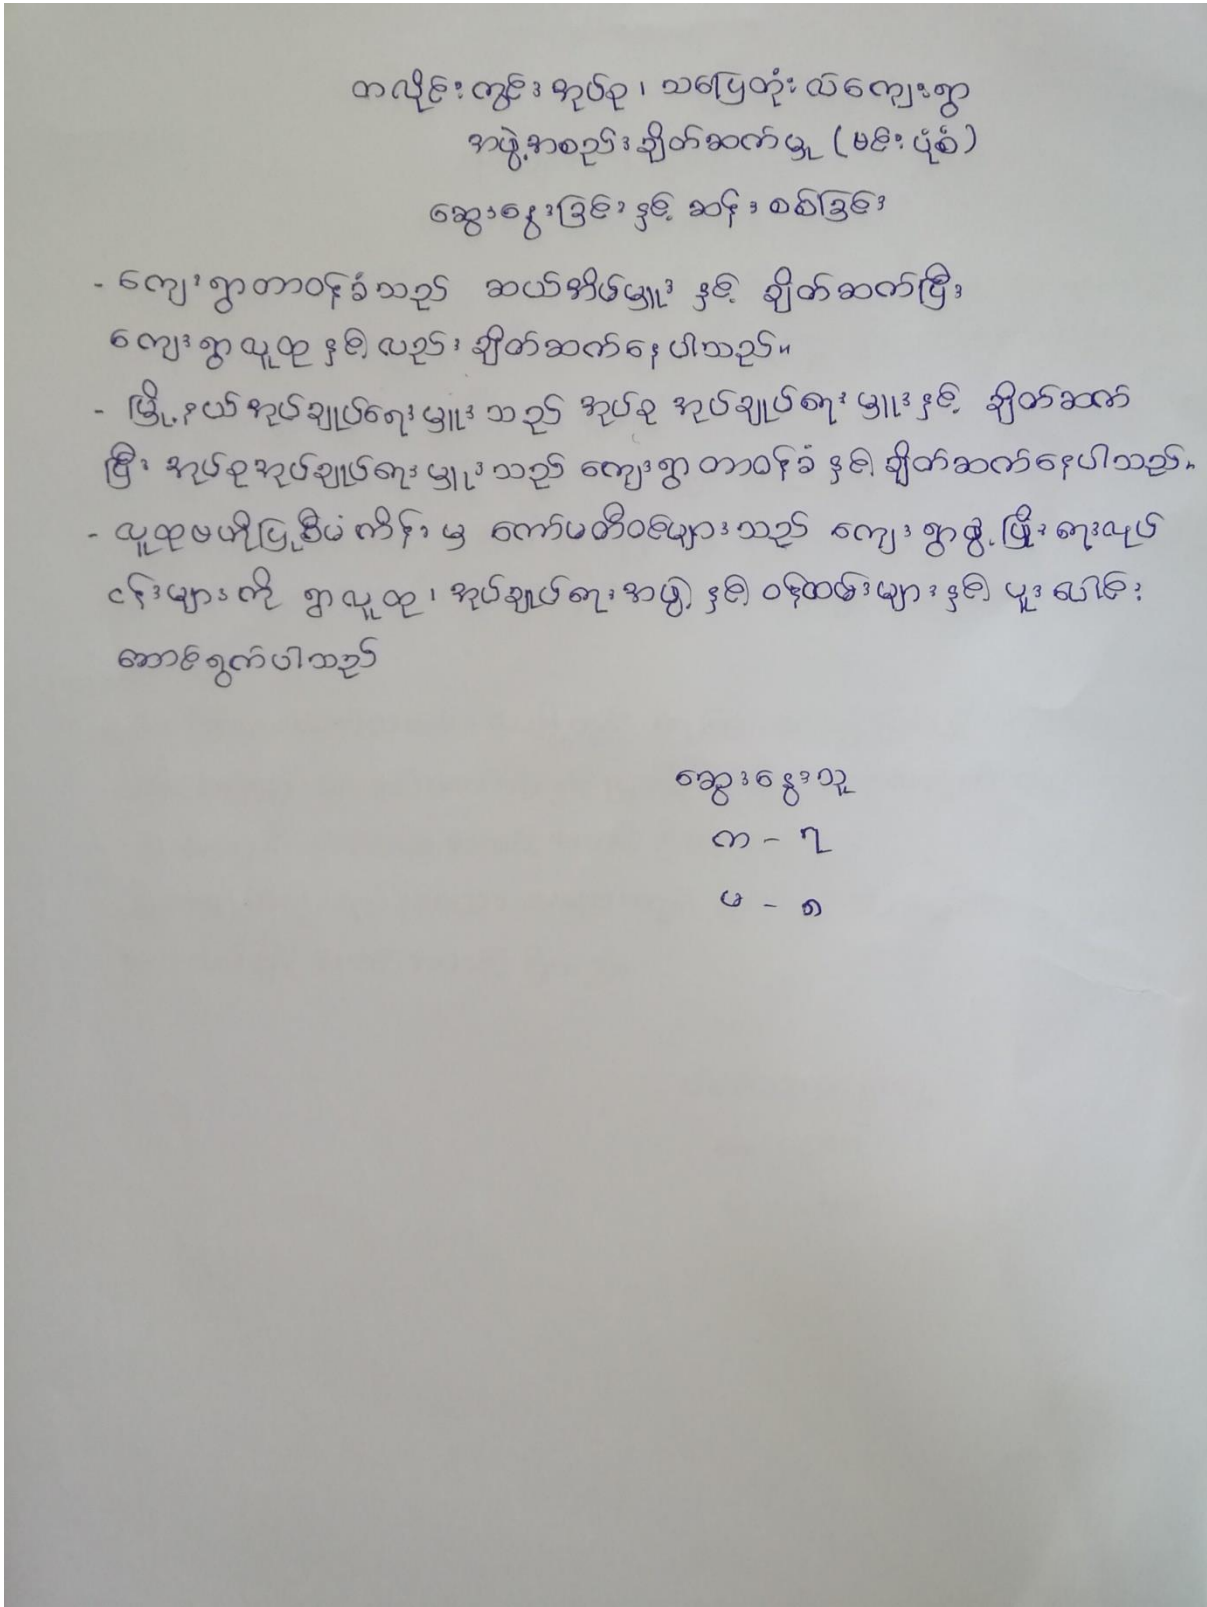 တလိုင်းကွင်းအုပ်စု၊ သပြေတုံးလ်ကျေးရွာ
အဖွဲ့အစည်းချိတ်ဆက်မှု (မင်းပုံစံ)
ဆွေးနွေးခြင်းနှင့် ဆန်းစစ်ခြင်း
- ကျေးရွာတာဝန်ခံသည် ဆယ်အိမ်မှူး နှင့် ချိတ်ဆက်ပြီး
ကျေးရွာလူထုနှင့်လည်း ချိတ်ဆက်နေပါသည်။
- မြို့နယ်အုပ်ချုပ်ရေးမှူးသည် အုပ်စု အုပ်ချုပ်ရေးမှူးနှင့် ချိတ်ဆက်
ပြီး အုပ်စုအုပ်ချုပ်ရေးမှူးသည် ကျေးရွာတာဝန်ခံ နှင့် ချိတ်ဆက်နေပါသည်။
- လူထုဗဟိုပြုစီမံကိန်းမှ ကော်မတီဝင်များသည် ကျေးရွာဖွံ့ဖြိုးရေးလုပ်
ငန်းများကို ရွာလူထု၊ အုပ်ချုပ်ရေးအဖွဲ့နှင့် ဝန်ထမ်းများနှင့် ပူးပေါင်း
ဆောင်ရွက်ပါသည်
ဆွေးနွေးသူ
က - ၇
မ - ၈